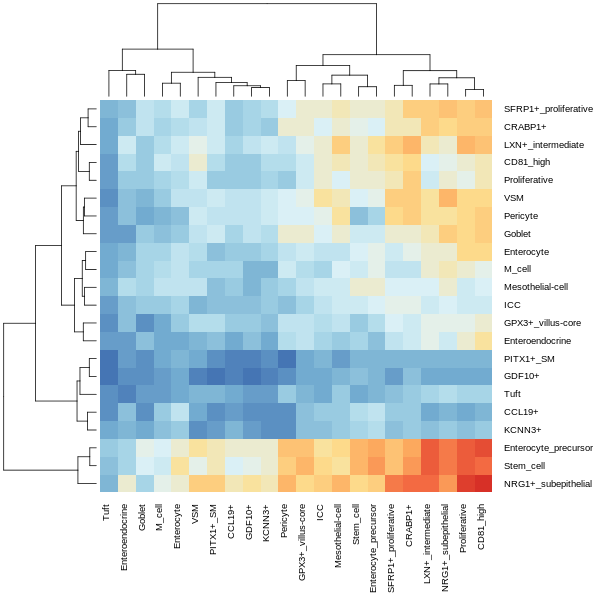 SFRP1+_proliferative
CRABP1+
LXN+_intermediate
CD81_high
Proliferative
VSM
Pericyte
Goblet
Enterocyte
M_cell
Mesothelial-cell
ICC
GPX3+_villus-core
Enteroendocrine
PITX1+_SM
GDF10+
Tuft
CCL19+
KCNN3+
Enterocyte_precursor
Stem_cell
NRG1+_subepithelial
Tuft
Enteroendocrine
Goblet
M_cell
Enterocyte
VSM
PITX1+_SM
CCL19+
GDF10+
KCNN3+
Pericyte
GPX3+_villus-core
ICC
Mesothelial-cell
Stem_cell
Enterocyte_precursor
SFRP1+_proliferative
CRABP1+
LXN+_intermediate
NRG1+_subepithelial
Proliferative
CD81_high